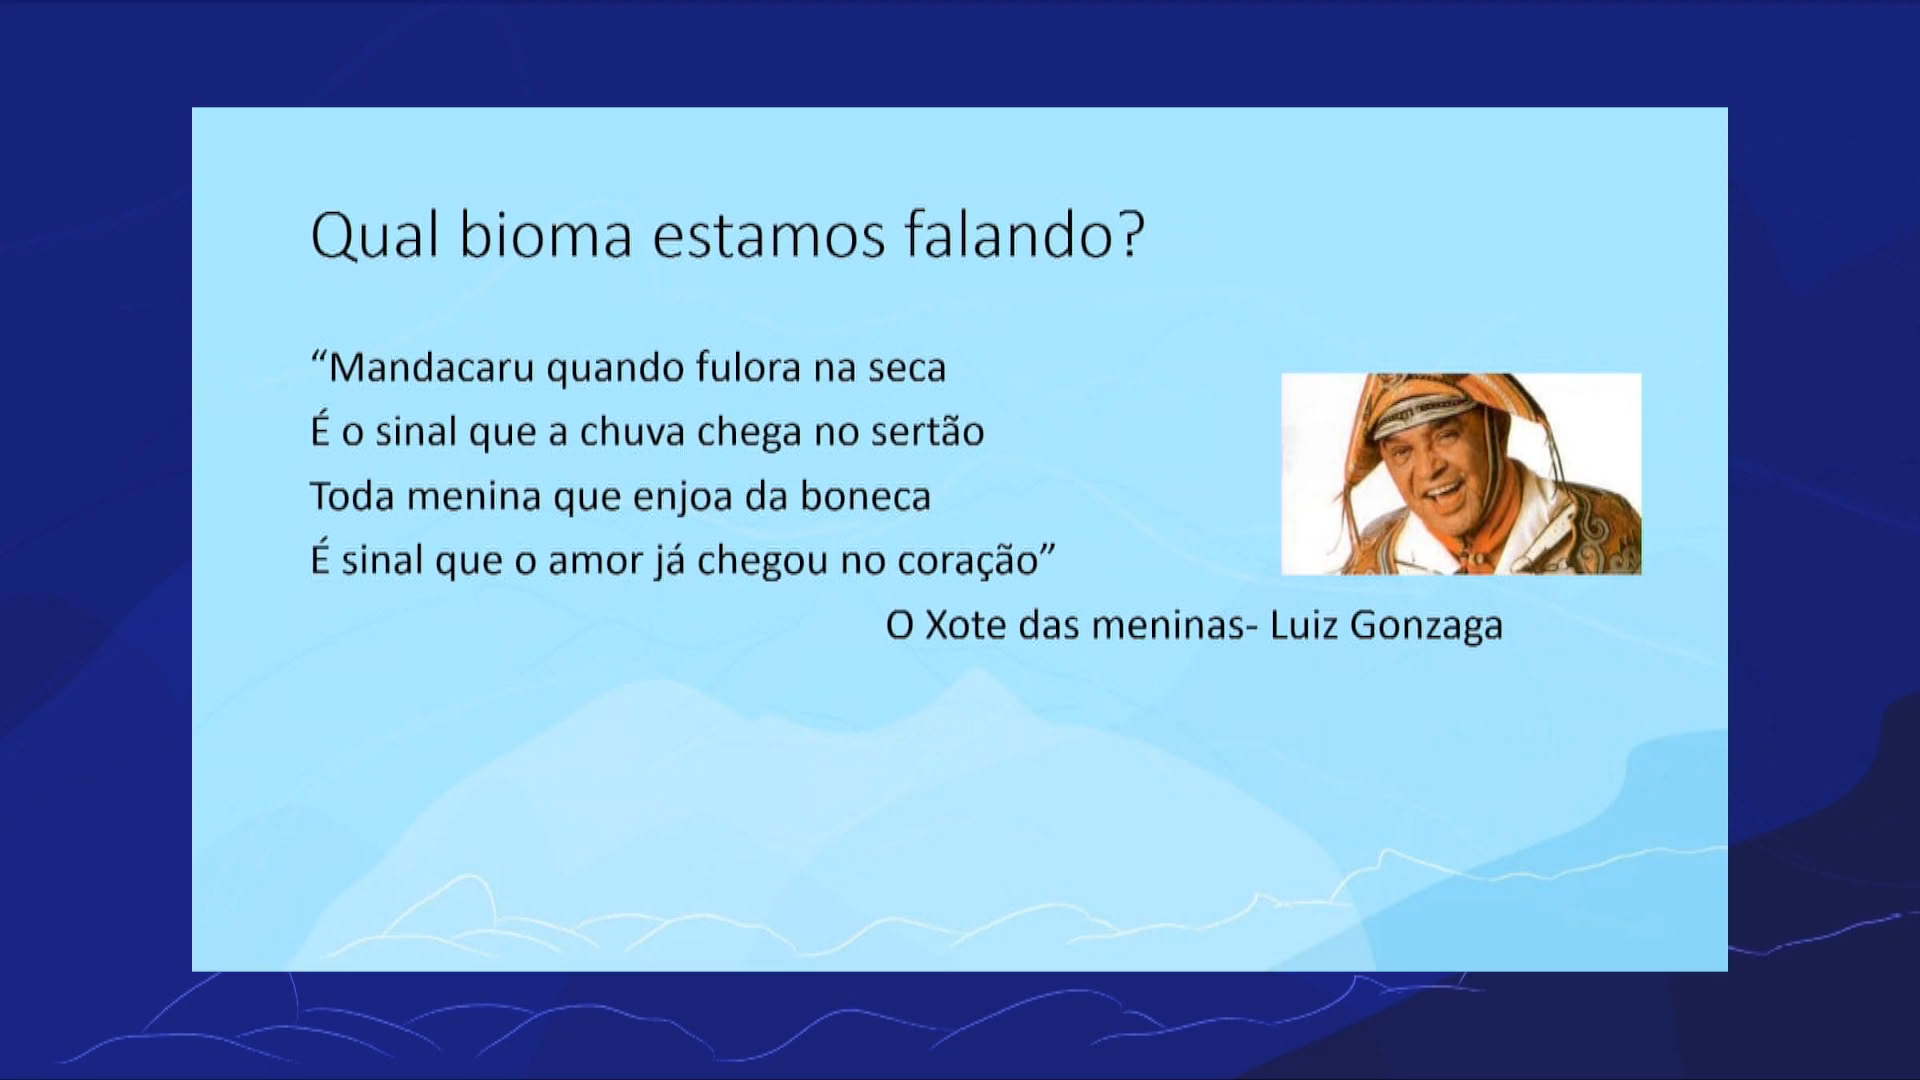 Qual bioma estamos falando?
“Mandacaru quando fulora na seca
É o sinal que a chuva chega no sertão
Toda menina que enjoa da boneca
É sinal que o amor já chegou no coração”
O Xote das meninas- Luiz Gonzaga